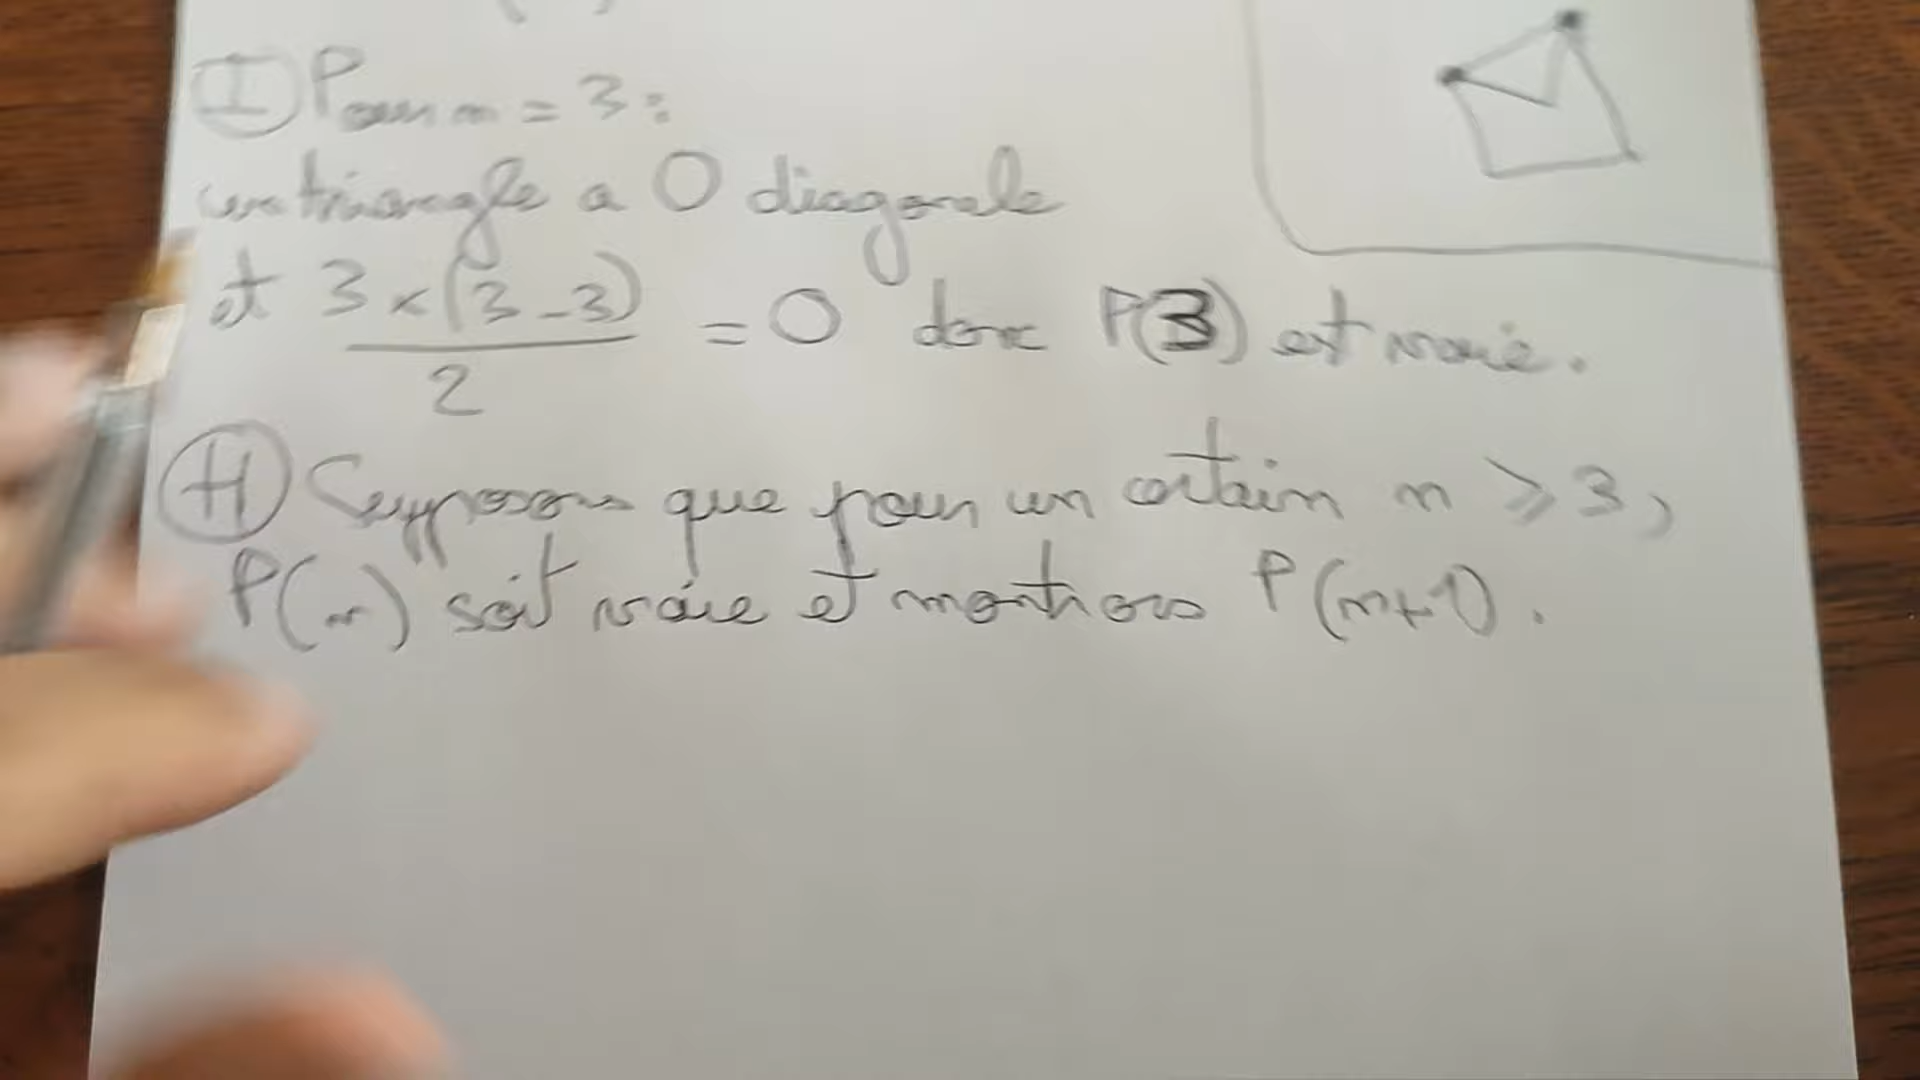 I Pour n = 3 :
un triangle a 0 diagonale
et 3 × (3 - 3) / 2 = 0 donc P(3) est vraie.
H Supposons que pour un certain n ⩾ 3,
P(n) soit vraie et montrons P(n+1).